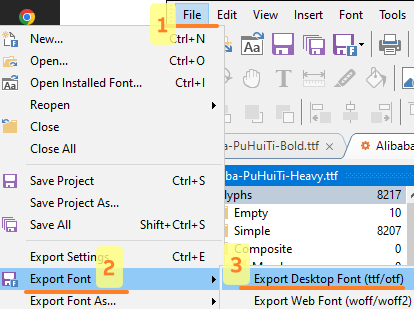 1
File Edit View Insert Font Tools
New... Ctrl+N
Open... Ctrl+O
Open Installed Font... Ctrl+I
Reopen
Close
Close All
Save Project Ctrl+S
Save Project As...
Save All Shift+Ctrl+S
Export Settings Ctrl+E
2
Export Font
Export Font As...
a-PuHuiTi-Bold.ttf × Alibaba
ba-PuHuiTi-Heavy.ttf
lyphs 8217
Empty 10
Simple 8207
Composite 0
3
Export Desktop Font (ttf/otf)
Export Web Font (woff/woff2)